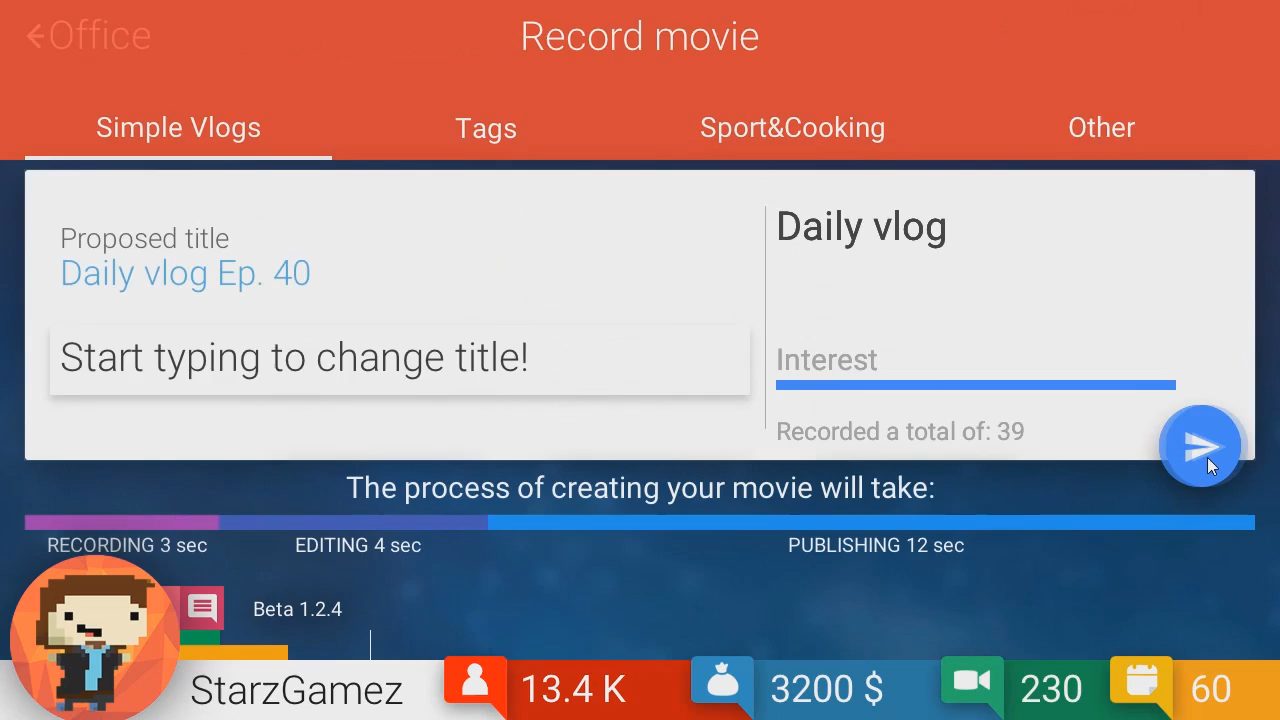 Office
Record movie
Simple Vlogs
Tags
Sport&Cooking
Other
Proposed title
Daily vlog Ep. 40
Start typing to change title!
Daily vlog
Interest
Recorded a total of: 39
The process of creating your movie will take:
RECORDING 3 sec
EDITING 4 sec
PUBLISHING 12 sec
Beta 1.2.4
StarzGamez
13.4 K
3200 $
230
60